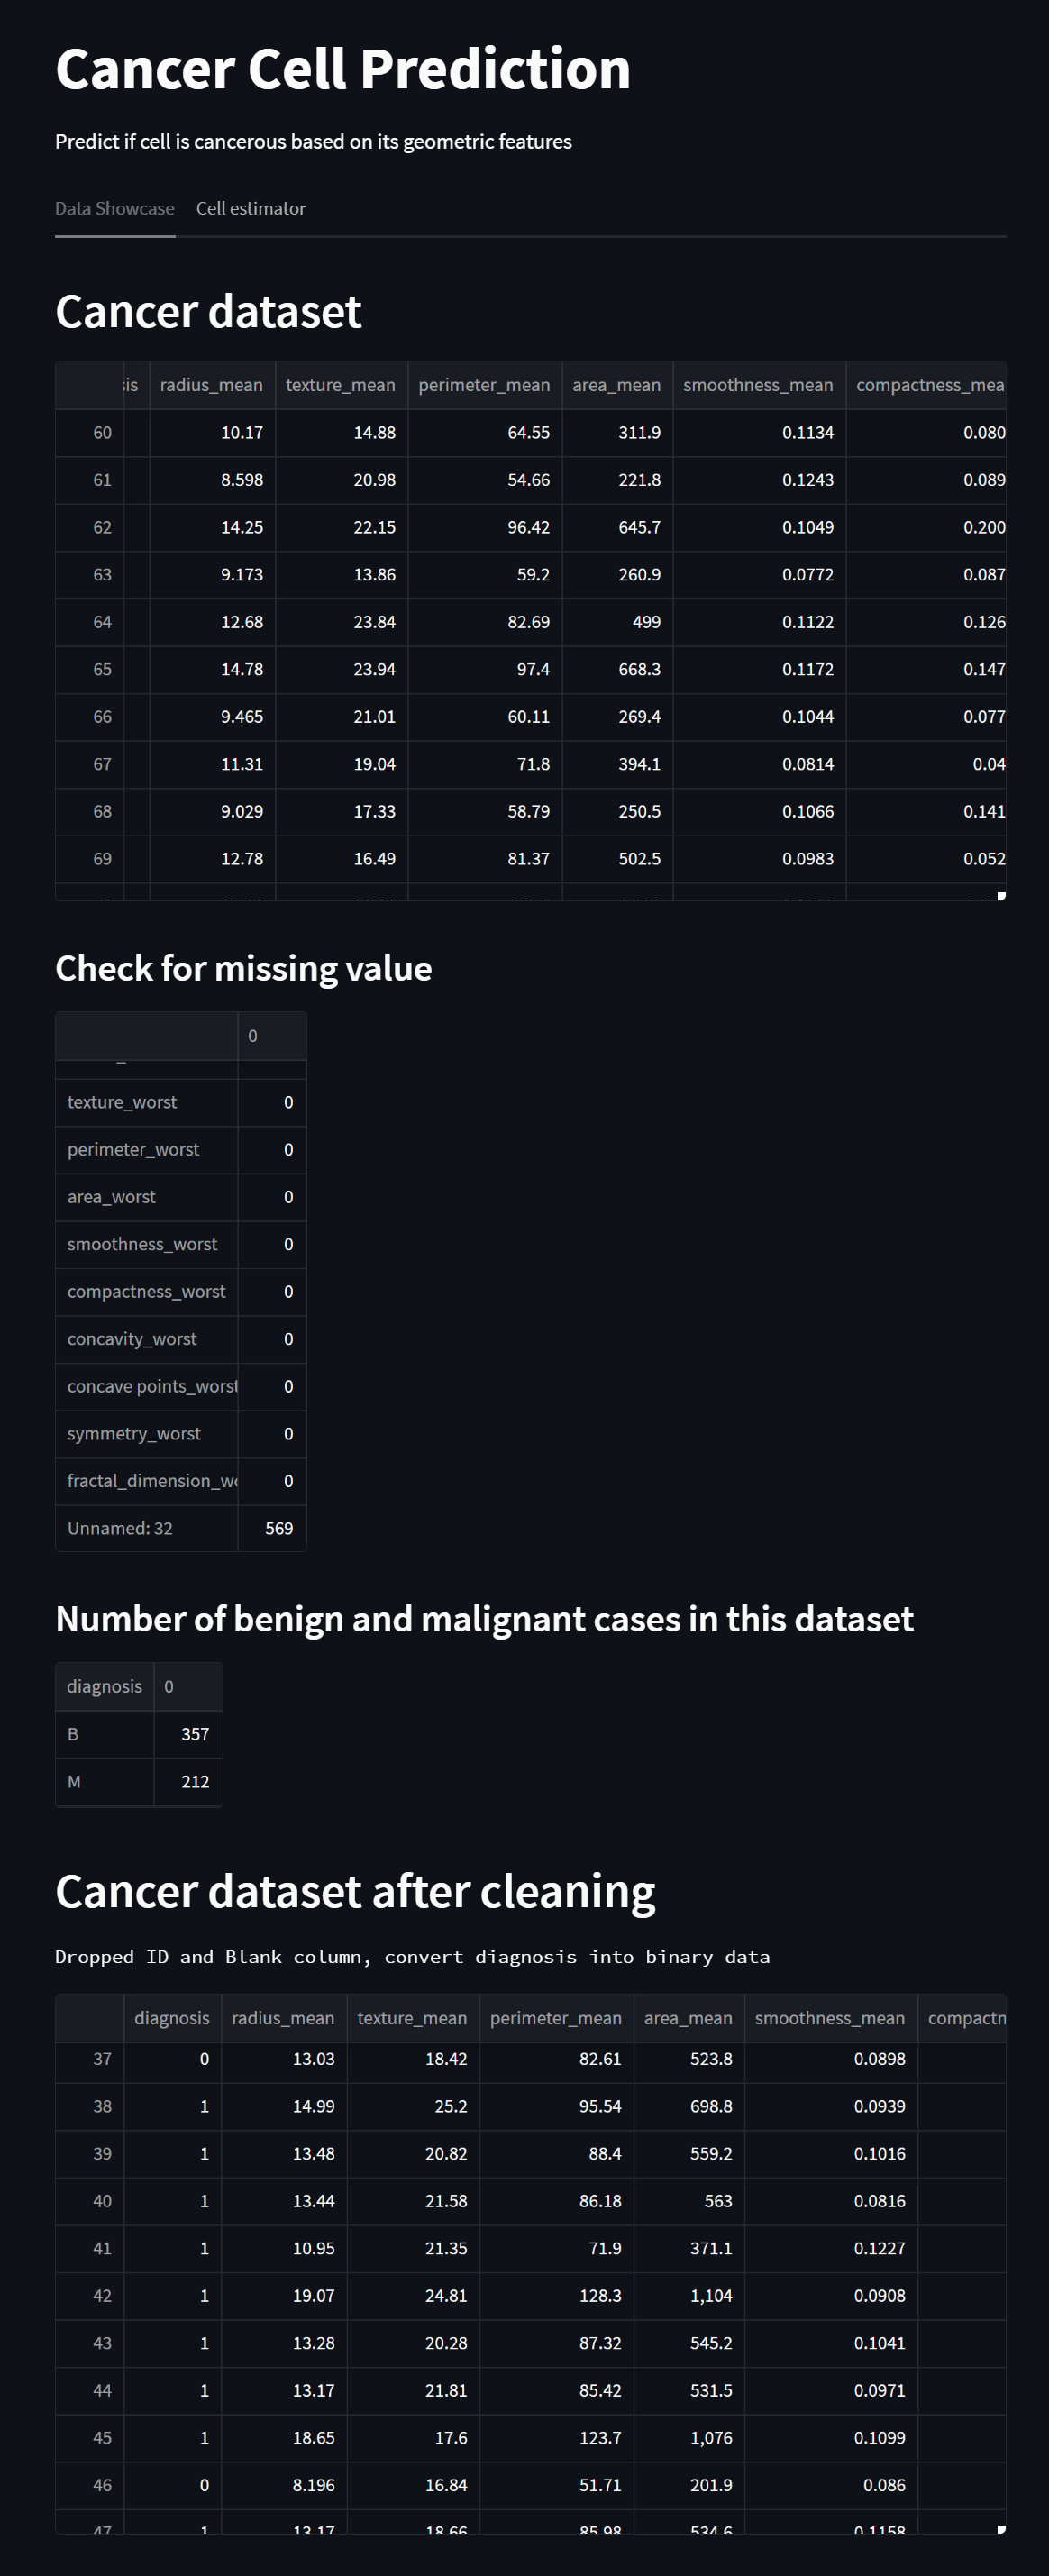 Cancer Cell Prediction
Predict if cell is cancerous based on its geometric features
Data Showcase Cell estimator
Cancer dataset
radius_mean texture_mean perimeter_mean area_mean smoothness_mean compactness_mea
60 10.17 14.88 64.55 311.9 0.1134 0.080
61 8.598 20.98 54.66 221.8 0.1243 0.089
62 14.25 22.15 96.42 645.7 0.1049 0.200
63 9.173 13.86 59.2 260.9 0.0772 0.087
64 12.68 23.84 82.69 499 0.1122 0.126
65 14.78 23.94 97.4 668.3 0.1172 0.147
66 9.465 21.01 60.11 269.4 0.1044 0.077
67 11.31 19.04 71.8 394.1 0.0814 0.04
68 9.029 17.33 58.79 250.5 0.1066 0.141
69 12.78 16.49 81.37 502.5 0.0983 0.052
Check for missing value
0
texture_worst 0
perimeter_worst 0
area_worst 0
smoothness_worst 0
compactness_worst 0
concavity_worst 0
concave points_worst 0
symmetry_worst 0
fractal_dimension_wo 0
Unnamed: 32 569
Number of benign and malignant cases in this dataset
diagnosis 0
B 357
M 212
Cancer dataset after cleaning
Dropped ID and Blank column, convert diagnosis into binary data
diagnosis radius_mean texture_mean perimeter_mean area_mean smoothness_mean compactn
37 0 13.03 18.42 82.61 523.8 0.0898
38 1 14.99 25.2 95.54 698.8 0.0939
39 1 13.48 20.82 88.4 559.2 0.1016
40 1 13.44 21.58 86.18 563 0.0816
41 1 10.95 21.35 71.9 371.1 0.1227
42 1 19.07 24.81 128.3 1,104 0.0908
43 1 13.28 20.28 87.32 545.2 0.1041
44 1 13.17 21.81 85.42 531.5 0.0971
45 1 18.65 17.6 123.7 1,076 0.1099
46 0 8.196 16.84 51.71 201.9 0.086
47 1 13.17 18.66 85.98 534.6 0.1158